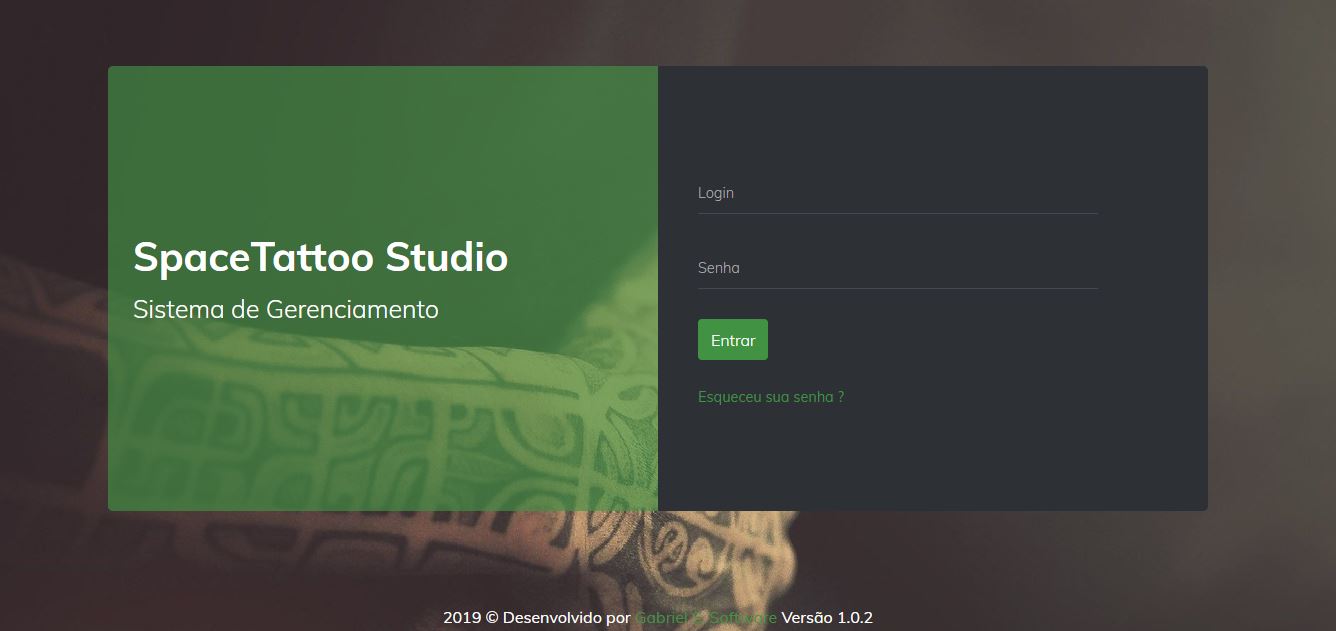 SpaceTattoo Studio
Sistema de Gerenciamento
Login
Senha
Entrar
Esqueceu sua senha ?
2019 © Desenvolvido por Gabriel Software Versão 1.0.2